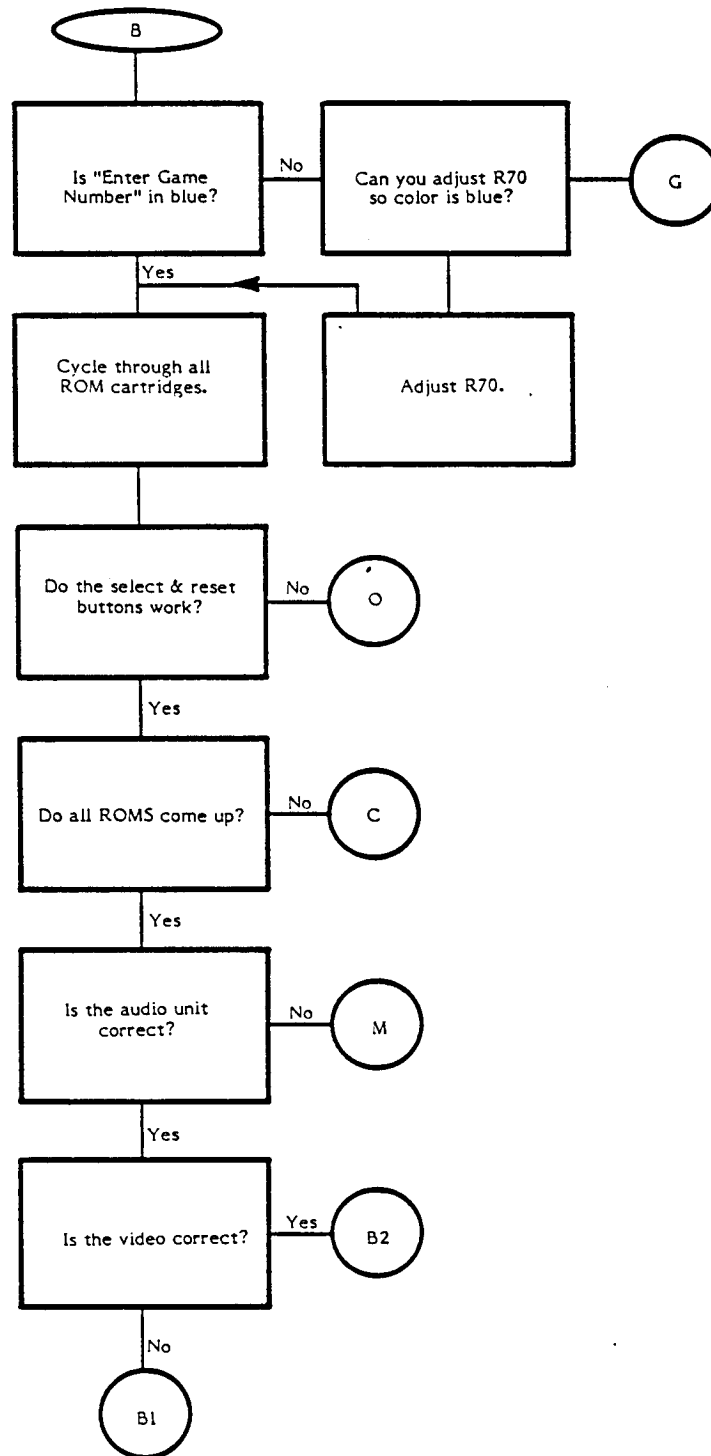 B
Is "Enter Game
Number" in blue?
No
Can you adjust R70
so color is blue?
G
Yes
Cycle through all
ROM cartridges.
Adjust R70.
Do the select & reset
buttons work?
No
O
Yes
Do all ROMS come up?
No
C
Yes
Is the audio unit
correct?
No
M
Yes
Is the video correct?
Yes
B2
No
B1